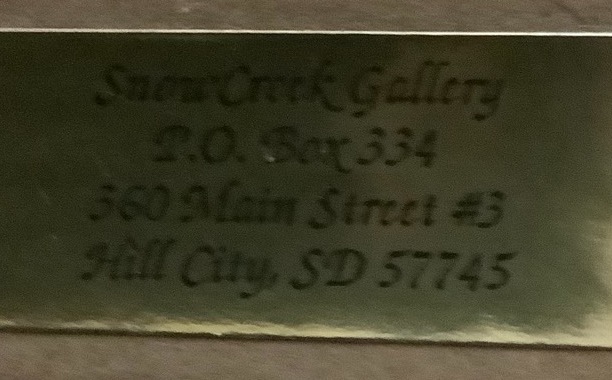 SnowCreek Gallery
P.O. Box 334
360 Main Street #3
Hill City, SD 57745